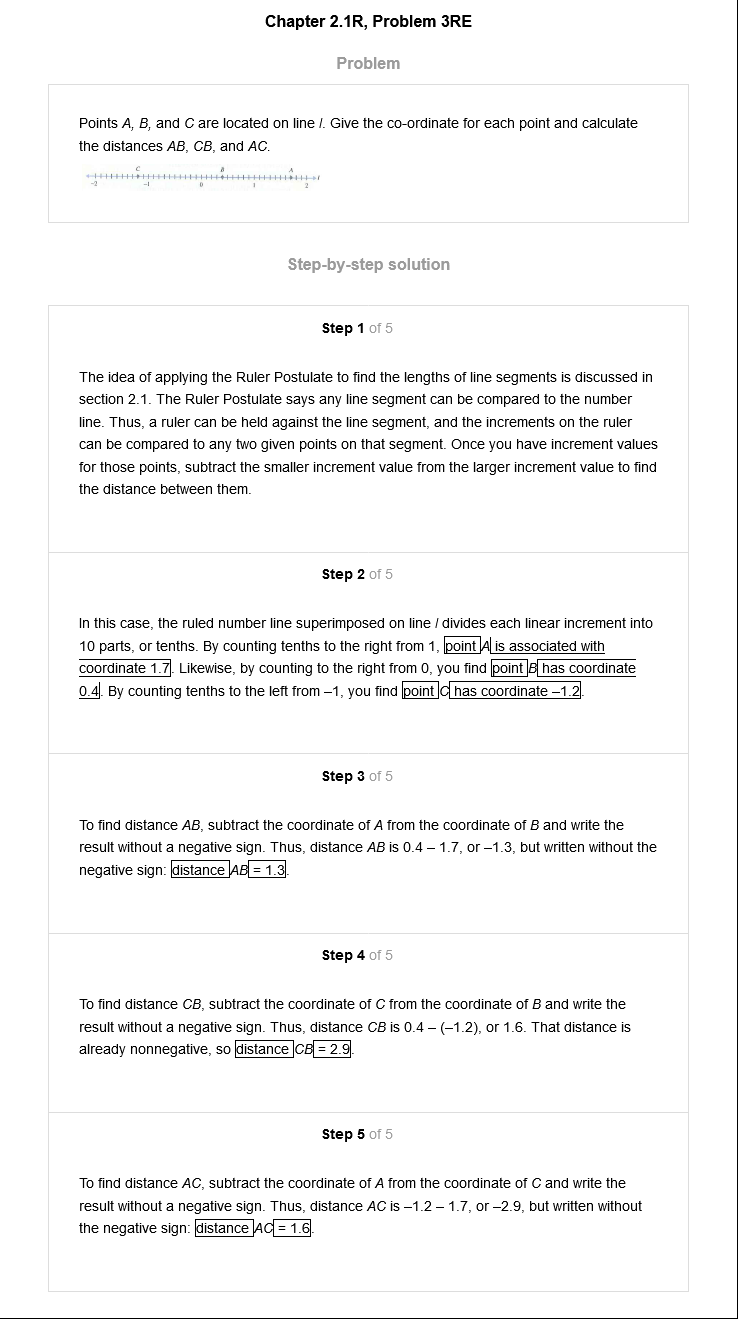 Chapter 2.1R, Problem 3RE
Problem
Points A, B, and C are located on line l. Give the co-ordinate for each point and calculate
the distances AB, CB, and AC.
C B A
-2 -1 0 1 2 l
Step-by-step solution
Step 1 of 5
The idea of applying the Ruler Postulate to find the lengths of line segments is discussed in
section 2.1. The Ruler Postulate says any line segment can be compared to the number
line. Thus, a ruler can be held against the line segment, and the increments on the ruler
can be compared to any two given points on that segment. Once you have increment values
for those points, subtract the smaller increment value from the larger increment value to find
the distance between them.
Step 2 of 5
In this case, the ruled number line superimposed on line l divides each linear increment into
10 parts, or tenths. By counting tenths to the right from 1, point A is associated with
coordinate 1.7. Likewise, by counting to the right from 0, you find point B has coordinate
0.4. By counting tenths to the left from –1, you find point C has coordinate –1.2.
Step 3 of 5
To find distance AB, subtract the coordinate of A from the coordinate of B and write the
result without a negative sign. Thus, distance AB is 0.4 – 1.7, or –1.3, but written without the
negative sign: distance AB = 1.3.
Step 4 of 5
To find distance CB, subtract the coordinate of C from the coordinate of B and write the
result without a negative sign. Thus, distance CB is 0.4 – (–1.2), or 1.6. That distance is
already nonnegative, so distance CB = 2.9.
Step 5 of 5
To find distance AC, subtract the coordinate of A from the coordinate of C and write the
result without a negative sign. Thus, distance AC is –1.2 – 1.7, or –2.9, but written without
the negative sign: distance AC = 1.6.